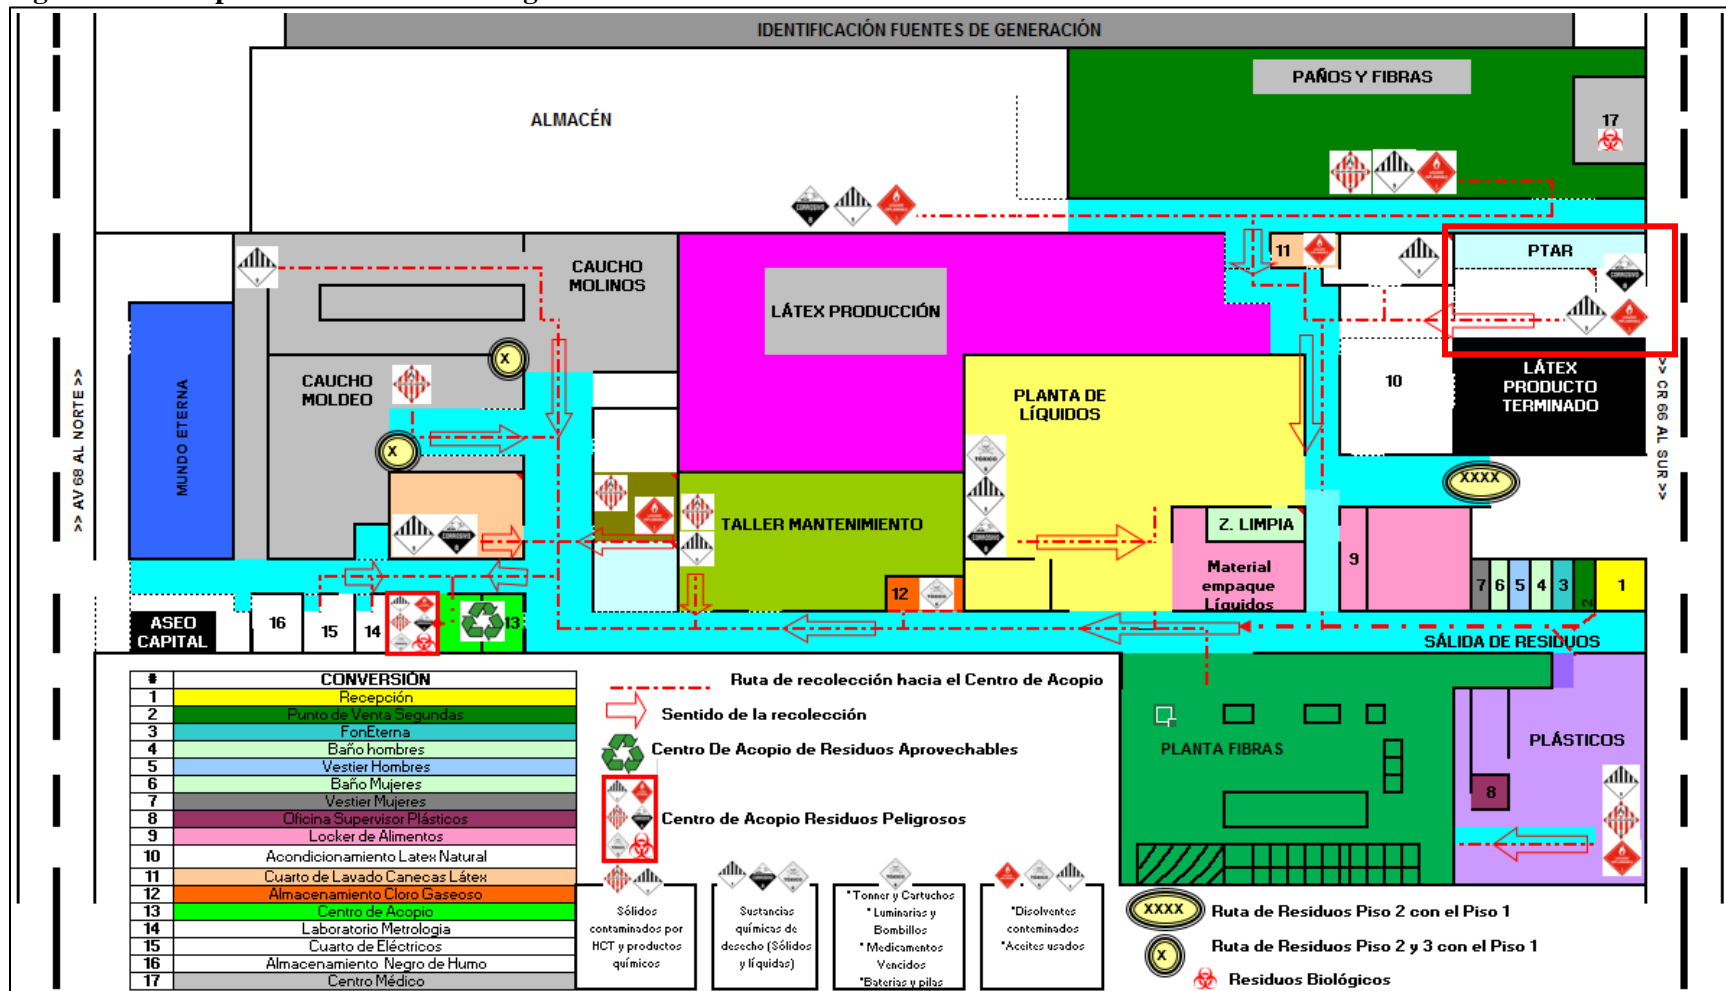 IDENTIFICACIÓN FUENTES DE GENERACIÓN
PAÑOS Y FIBRAS
ALMACÉN
17
CORROSIVO
11
PTAR
CAUCHO
MOLINOS
LÁTEX PRODUCCIÓN
CAUCHO
MOLDEO
X
X
PLANTA DE
LÍQUIDOS
10
LÁTEX
PRODUCTO
TERMINADO
MUNDO ETERNA
>> AV 68 AL NORTE >>
>> CR 66 AL SUR >>
XXXX
TÓXICO
TALLER MANTENIMIENTO
Z. LIMPIA
Material
empaque
Líquidos
9
12
7
6
5
4
3
2
1
ASEO
CAPITAL
16
15
14
13
SÁLIDA DE RESIDUOS
PLANTA FIBRAS
PLÁSTICOS
8
# CONVERSIÓN
1 Recepción
2 Punto de Venta Segundas
3 FonEterna
4 Baño hombres
5 Vestier Hombres
6 Baño Mujeres
7 Vestier Mujeres
8 Oficina Supervisor Plásticos
9 Locker de Alimentos
10 Acondicionamiento Latex Natural
11 Cuarto de Lavado Canecas Látex
12 Almacenamiento Cloro Gaseoso
13 Centro de Acopio
14 Laboratorio Metrologia
15 Cuarto de Eléctricos
16 Almacenamiento Negro de Humo
17 Centro Médico
Ruta de recolección hacia el Centro de Acopio
Sentido de la recolección
Centro De Acopio de Residuos Aprovechables
Centro de Acopio Residuos Peligrosos
Sólidos
contaminados por
HCT y productos
químicos
Sustancias
químicas de
desecho (Sólidos
y líquidas)
*Tonner y Cartuchos
*Luminarias y
Bombillos
*Medicamentos
Vencidos
*Baterias y pilas
*Disolventes
conteminados
*Aceites usados
XXXX Ruta de Residuos Piso 2 con el Piso 1
X Ruta de Residuos Piso 2 y 3 con el Piso 1
Residuos Biológicos